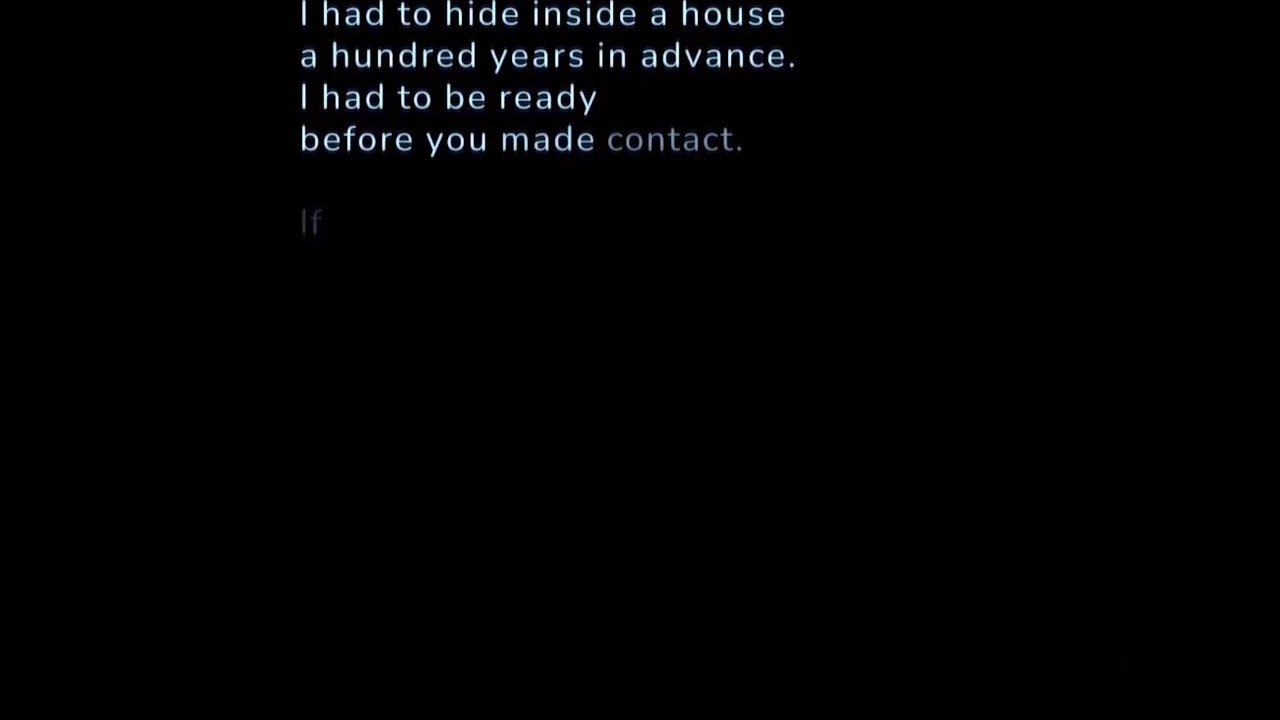 I had to hide inside a house
a hundred years in advance.
I had to be ready
before you made contact.
If